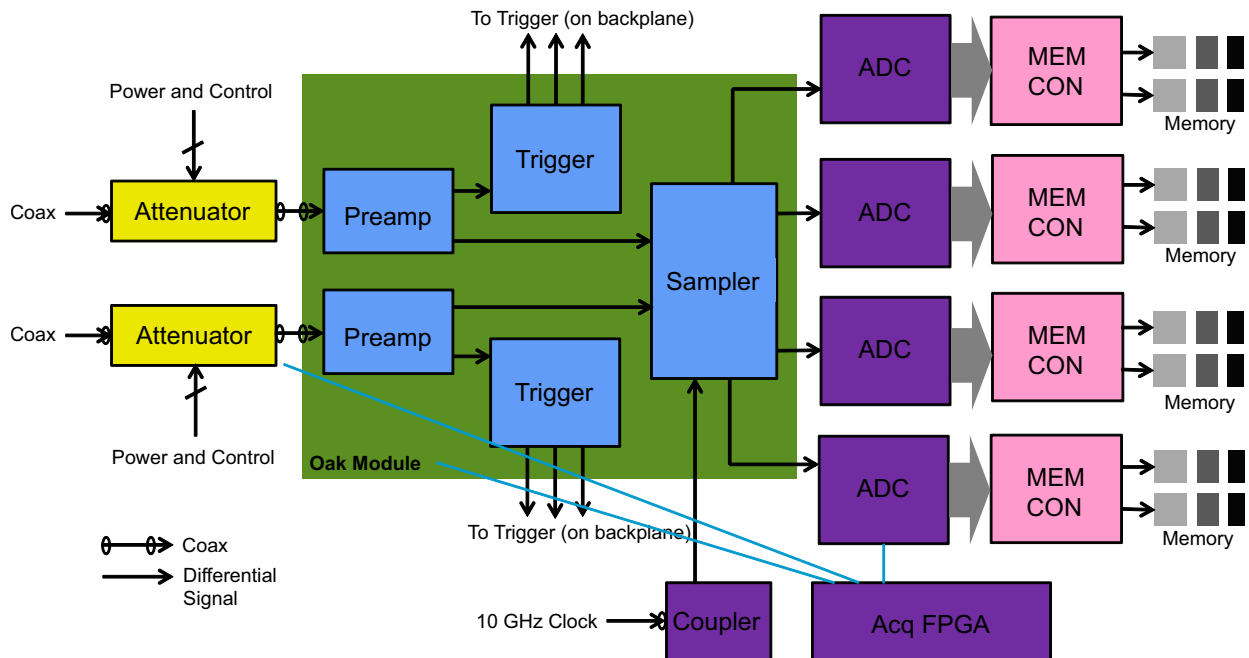 To Trigger (on backplane)
Power and Control
Coax
Attenuator
Preamp
Trigger
Sampler
ADC
MEM
CON
Memory
ADC
MEM
CON
Memory
Coax
Attenuator
Preamp
Trigger
Power and Control
Oak Module
To Trigger (on backplane)
ADC
MEM
CON
Memory
ADC
MEM
CON
Memory
Coax
Differential
Signal
10 GHz Clock
Coupler
Acq FPGA